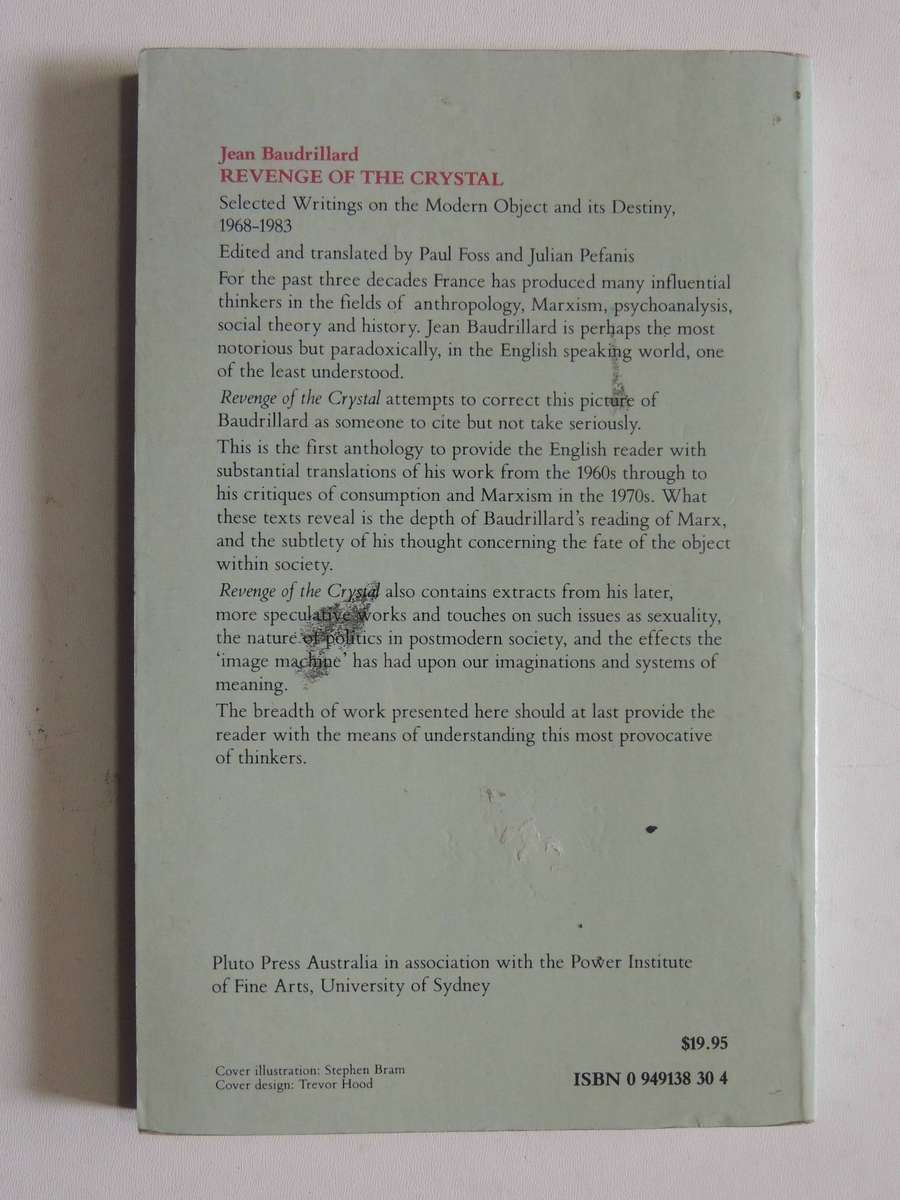 Jean Baudrillard
REVENGE OF THE CRYSTAL
Selected Writings on the Modern Object and its Destiny,
1968-1983
Edited and translated by Paul Foss and Julian Pefanis
For the past three decades France has produced many influential
thinkers in the fields of anthropology, Marxism, psychoanalysis,
social theory and history. Jean Baudrillard is perhaps the most
notorious but paradoxically, in the English speaking world, one
of the least understood.
Revenge of the Crystal attempts to correct this picture of
Baudrillard as someone to cite but not take seriously.
This is the first anthology to provide the English reader with
substantial translations of his work from the 1960s through to
his critiques of consumption and Marxism in the 1970s. What
these texts reveal is the depth of Baudrillard's reading of Marx,
and the subtlety of his thought concerning the fate of the object
within society.
Revenge of the Crystal also contains extracts from his later,
more speculative works and touches on such issues as sexuality,
the nature of politics in postmodern society, and the effects the
'image machine' has had upon our imaginations and systems of
meaning.
The breadth of work presented here should at last provide the
reader with the means of understanding this most provocative
of thinkers.
Pluto Press Australia in association with the Power Institute
of Fine Arts, University of Sydney
$19.95
Cover illustration: Stephen Bram
Cover design: Trevor Hood
ISBN 0 949138 30 4